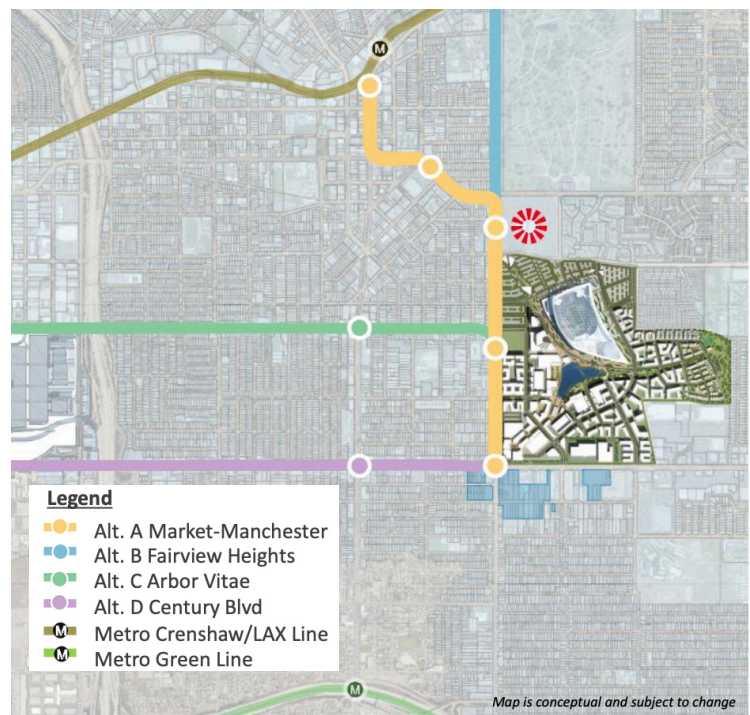 M
Legend
Alt. A Market-Manchester
Alt. B Fairview Heights
Alt. C Arbor Vitae
Alt. D Century Blvd
M Metro Crenshaw/LAX Line
M Metro Green Line
M
Map is conceptual and subject to change